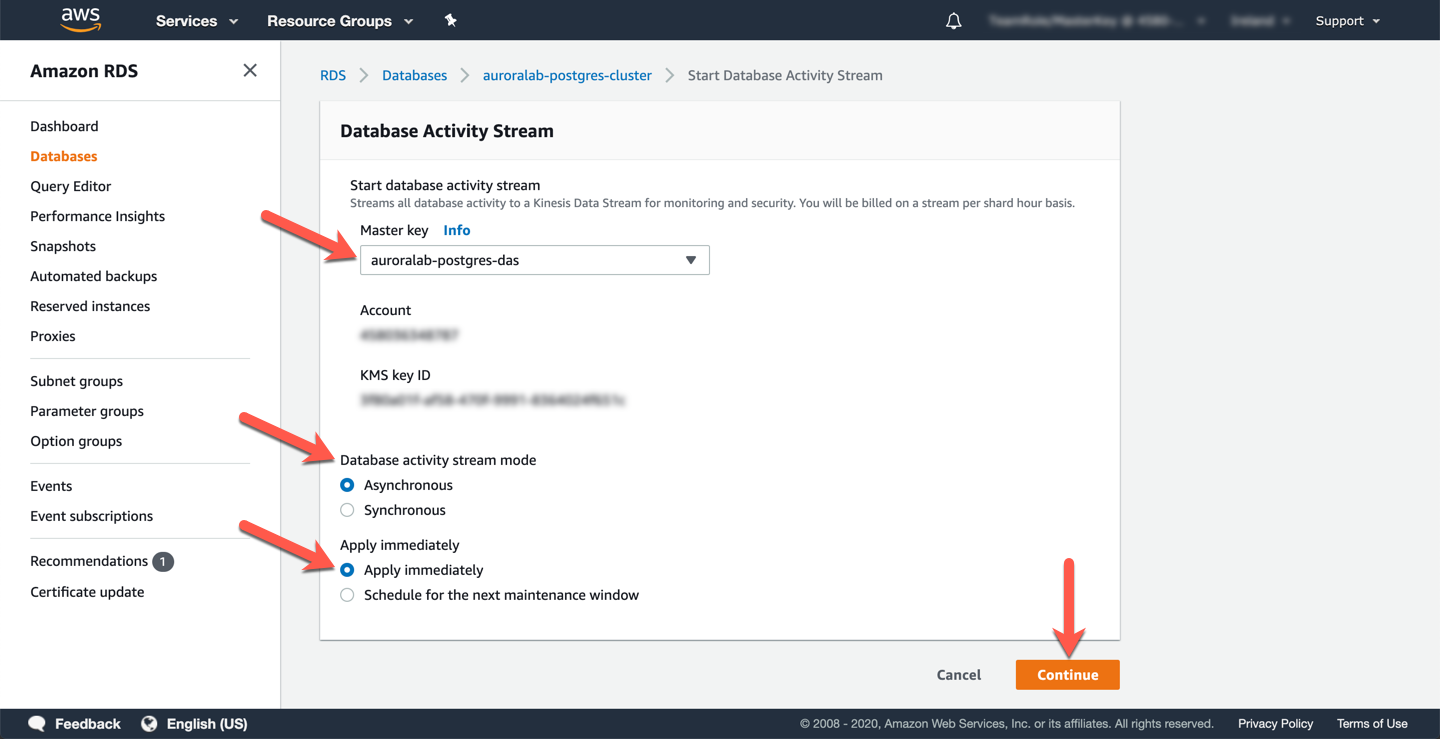 aws Services Resource Groups Support
Amazon RDS
Dashboard
Databases
Query Editor
Performance Insights
Snapshots
Automated backups
Reserved instances
Proxies
Subnet groups
Parameter groups
Option groups
Events
Event subscriptions
Recommendations 1
Certificate update
RDS Databases auroralab-postgres-cluster Start Database Activity Stream
Database Activity Stream
Start database activity stream
Streams all database activity to a Kinesis Data Stream for monitoring and security. You will be billed on a stream per shard hour basis.
Master key Info
auroralab-postgres-das
Account
KMS key ID
Database activity stream mode
Asynchronous
Synchronous
Apply immediately
Apply immediately
Schedule for the next maintenance window
Cancel Continue
Feedback English (US) © 2008 - 2020, Amazon Web Services, Inc. or its affiliates. All rights reserved. Privacy Policy Terms of Use